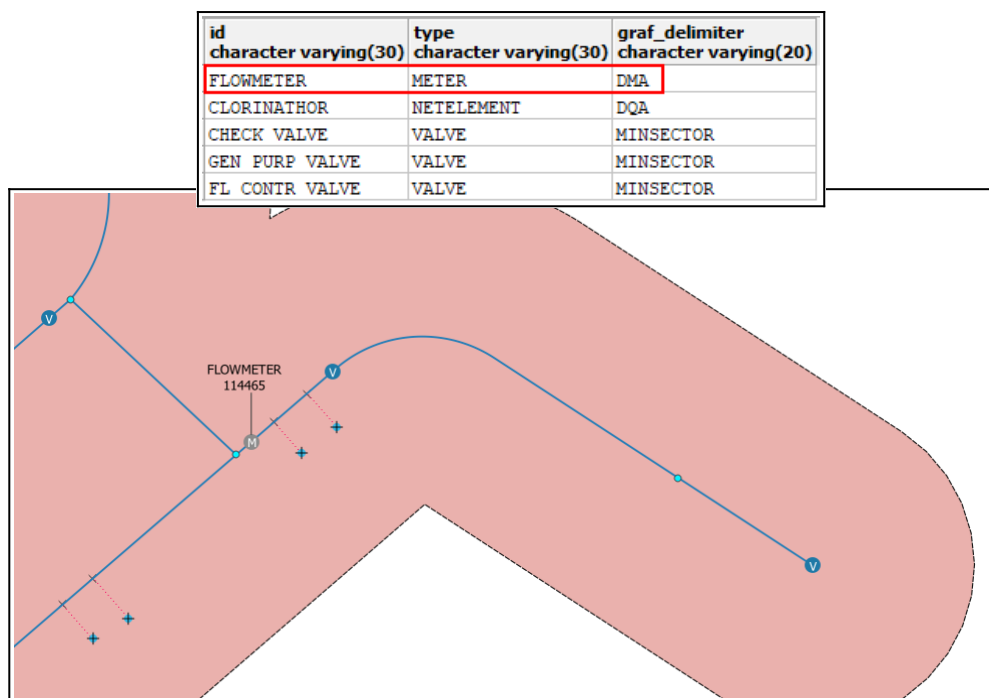 id type graf_delimiter
character varying(30) character varying(30) character varying(20)
FLOWMETER METER DMA
CLORINATHOR NETELEMENT DQA
CHECK VALVE VALVE MINSECTOR
GEN PURP VALVE VALVE MINSECTOR
FL CONTR VALVE VALVE MINSECTOR
V
FLOWMETER
114465
V
M
V